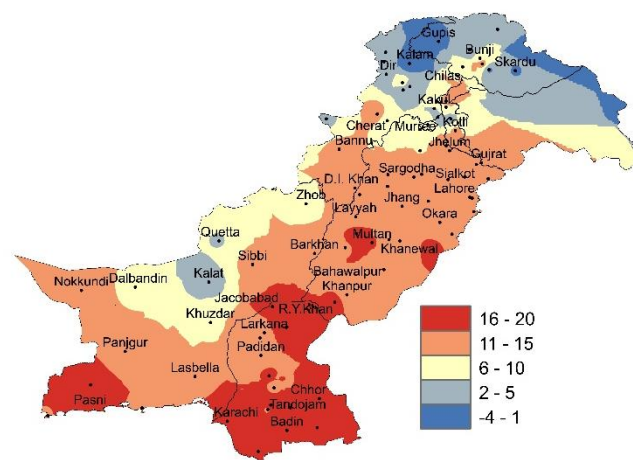 Gupis
Bunji
Kalam
Skardu
Dir
Chilas
Kakul
Cherat
Murree
Kotli
Bannu
Jhelum
Gujrat
Sargodha
Sialkot
D.I. Khan
Lahore
Zhob
Jhang
Layyah
Okara
Quetta
Multan
Barkhan
Khanewal
Sibbi
Kalat
Bahawalpur
Nokkundi
Dalbandin
Khanpur
Jacobabad
R.Y.Khan
Khuzdar
Larkana
Panjgur
Padidan
Lasbella
Pasni
Chhor
Karachi
Tandojam
Badin
16 - 20
11 - 15
6 - 10
2 - 5
-4 - 1